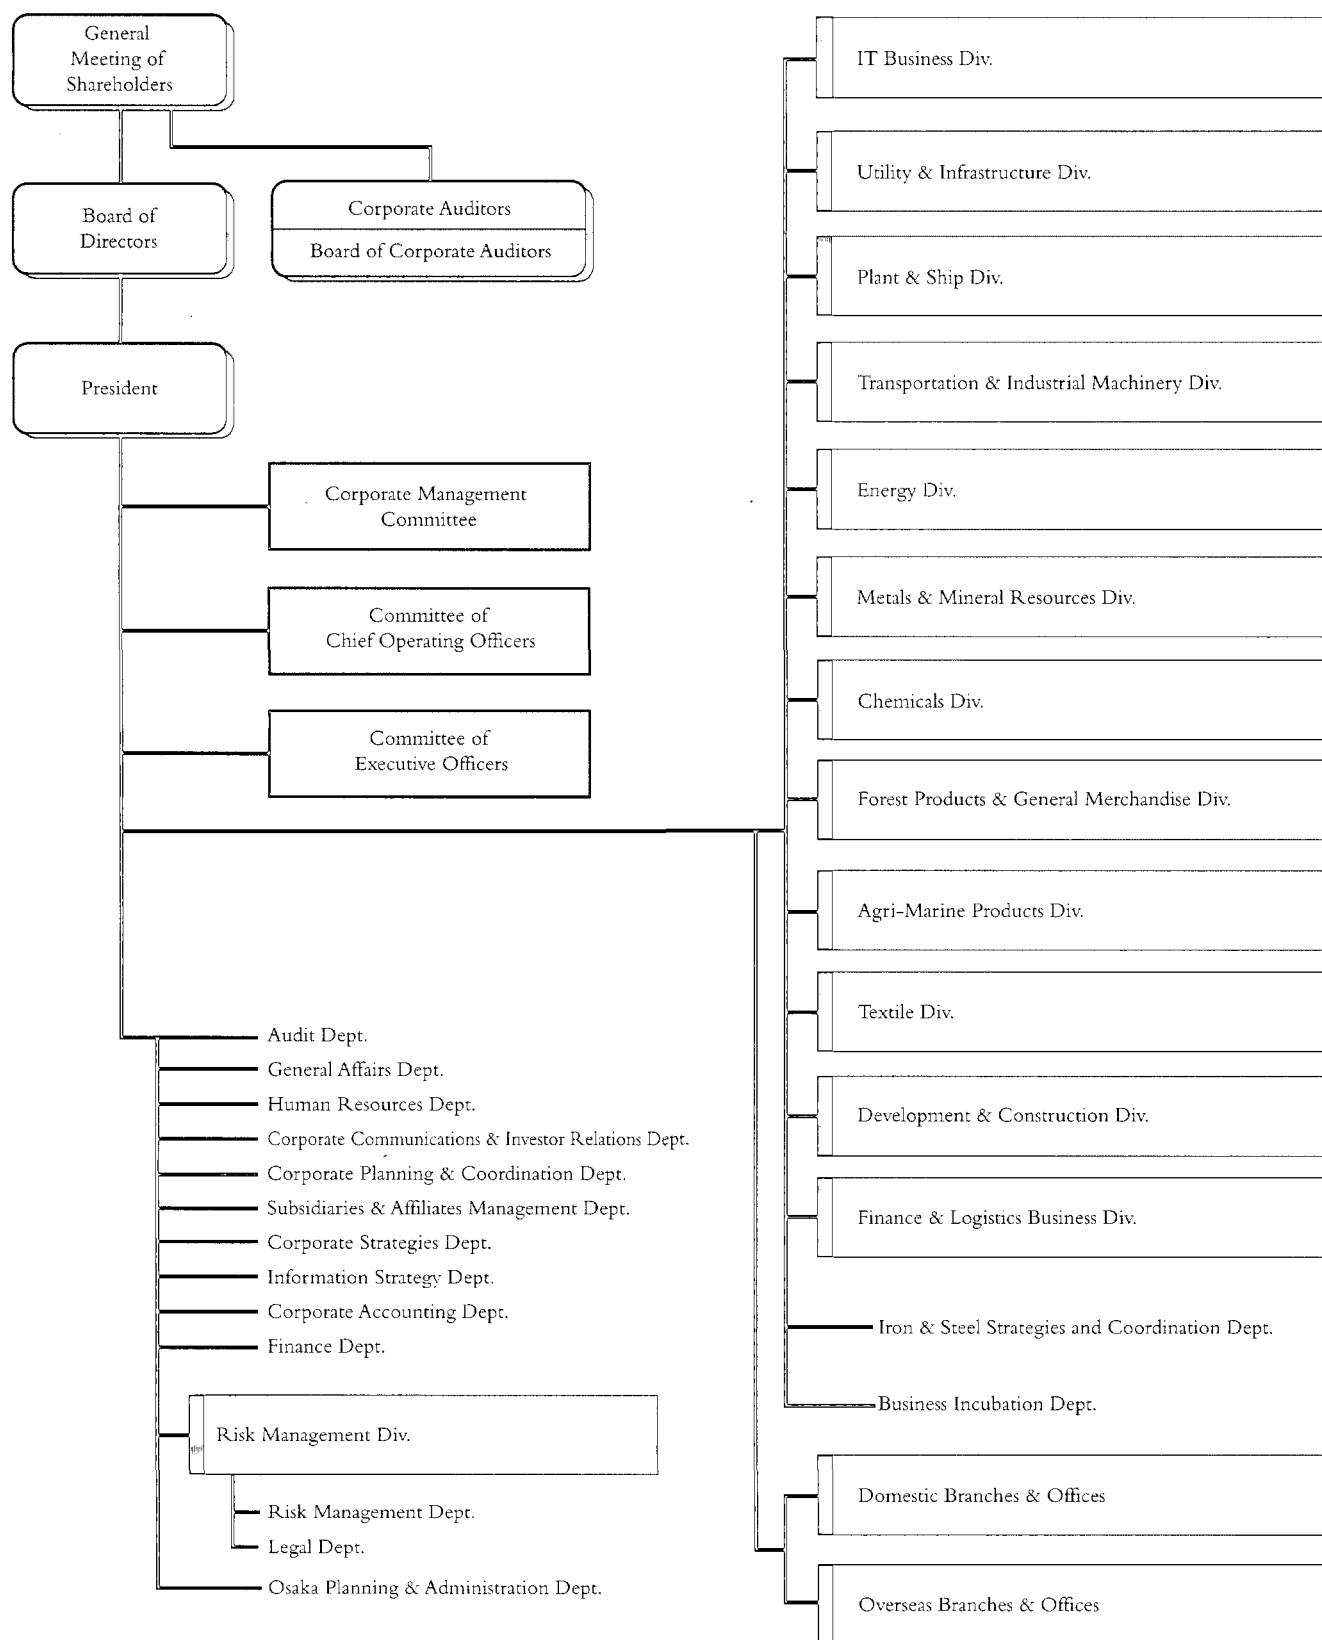 General
Meeting of
Shareholders
Board of
Directors
Corporate Auditors
Board of Corporate Auditors
President
Corporate Management
Committee
Committee of
Chief Operating Officers
Committee of
Executive Officers
Audit Dept.
General Affairs Dept.
Human Resources Dept.
Corporate Communications & Investor Relations Dept.
Corporate Planning & Coordination Dept.
Subsidiaries & Affiliates Management Dept.
Corporate Strategies Dept.
Information Strategy Dept.
Corporate Accounting Dept.
Finance Dept.
Risk Management Div.
Risk Management Dept.
Legal Dept.
Osaka Planning & Administration Dept.
IT Business Div.
Utility & Infrastructure Div.
Plant & Ship Div.
Transportation & Industrial Machinery Div.
Energy Div.
Metals & Mineral Resources Div.
Chemicals Div.
Forest Products & General Merchandise Div.
Agri-Marine Products Div.
Textile Div.
Development & Construction Div.
Finance & Logistics Business Div.
Iron & Steel Strategies and Coordination Dept.
Business Incubation Dept.
Domestic Branches & Offices
Overseas Branches & Offices